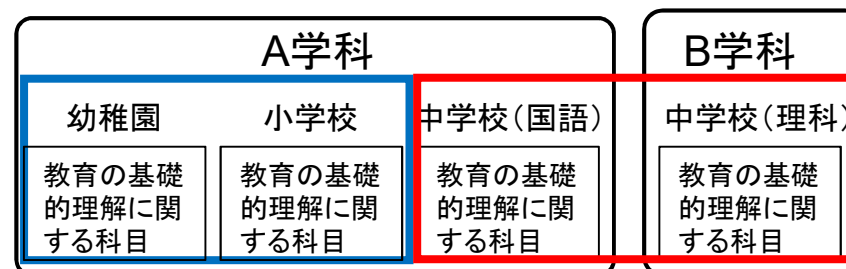 A学科
B学科
幼稚園
小学校
中学校(国語)
中学校(理科)
教育の基礎
的理解に関
する科目
教育の基礎
的理解に関
する科目
教育の基礎
的理解に関
する科目
教育の基礎
的理解に関
する科目